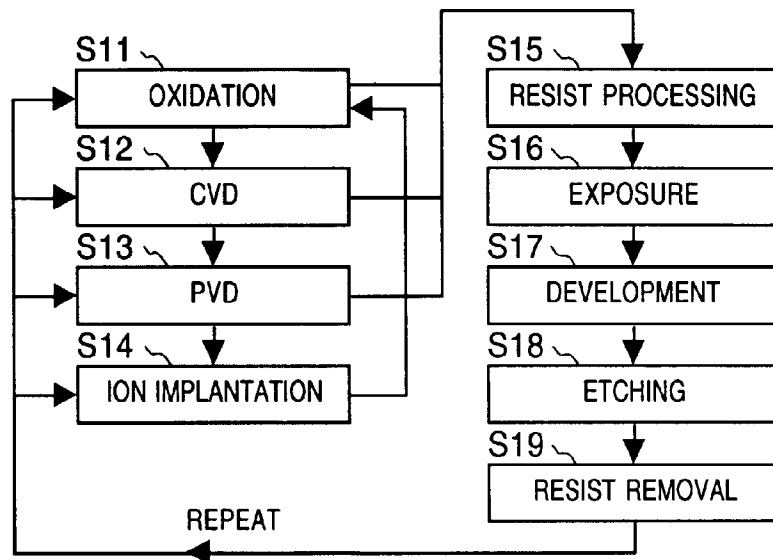 S11
OXIDATION
S12
CVD
S13
PVD
S14
ION IMPLANTATION
S15
RESIST PROCESSING
S16
EXPOSURE
S17
DEVELOPMENT
S18
ETCHING
S19
RESIST REMOVAL
REPEAT